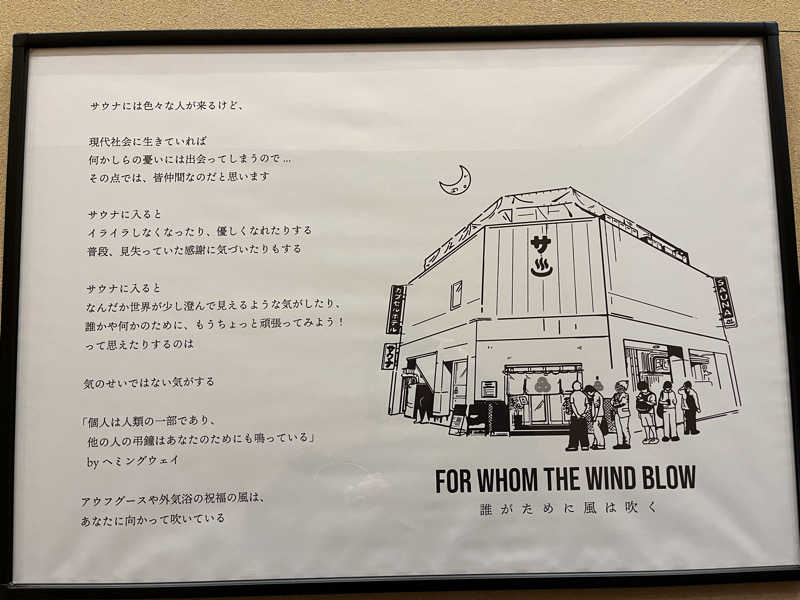 サウナには色々な人が来るけど、
現代社会に生きていれば
何かしらの憂いには出会ってしまうので...
その点では、皆仲間なのだと思います
サウナに入ると
イライラしなくなったり、優しくなれたりする
普段、見失っていた感謝に気づいたりもする
サウナに入ると
なんだか世界が少し澄んで見えるような気がしたり、
誰かや何かのために、もうちょっと頑張ってみよう！
って思えたりするのは
気のせいではない気がする
「個人は人類の一部であり、
他の人の弔鐘はあなたのためにも鳴っている」
by ヘミングウェイ
アウフグースや外気浴の祝福の風は、
あなたに向かって吹いている
サ
カプセルホテル
サウナ
SAUNA
FOR WHOM THE WIND BLOW
誰がために風は吹く